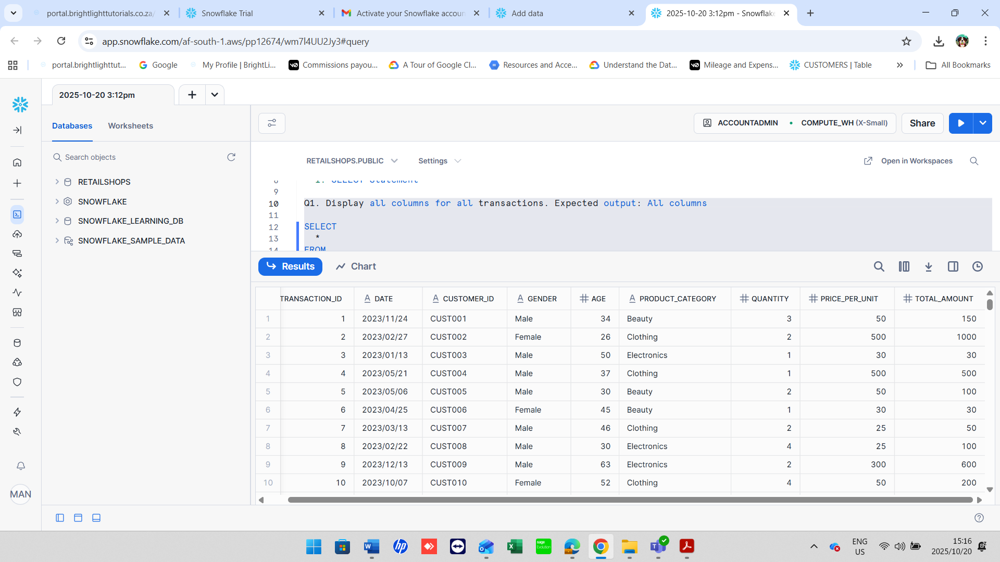 portal.brightlighttutorials.co.za/
Snowflake Trial
Activate your Snowflake accoun
Add data
2025-10-20 3:12pm - Snowflake
app.snowflake.com/af-south-1.aws/pp12674/wm7l4UU2Jy3#query
portal.brightlighttut...
Google
My Profile | BrightLi...
Commissions payou...
A Tour of Google Cl...
Resources and Acce...
Understand the Dat...
Mileage and Expens...
CUSTOMERS | Table
All Bookmarks
2025-10-20 3:12pm
Databases Worksheets
ACCOUNTADMIN COMPUTE_WH (X-Small)
Share
Search objects
RETAILSHOPS
SNOWFLAKE
SNOWFLAKE_LEARNING_DB
SNOWFLAKE_SAMPLE_DATA
MAN
RETAILSHOPS.PUBLIC Settings Open in Workspaces
8 1. SELECT Statement
9
10 Q1. Display all columns for all transactions. Expected output: All columns
11
12 SELECT
13 *
14 FROM
Results Chart
TRANSACTION_ID DATE CUSTOMER_ID GENDER AGE PRODUCT_CATEGORY QUANTITY PRICE_PER_UNIT TOTAL_AMOUNT
1 1 2023/11/24 CUST001 Male 34 Beauty 3 50 150
2 2 2023/02/27 CUST002 Female 26 Clothing 2 500 1000
3 3 2023/01/13 CUST003 Male 50 Electronics 1 30 30
4 4 2023/05/21 CUST004 Male 37 Clothing 1 500 500
5 5 2023/05/06 CUST005 Male 30 Beauty 2 50 100
6 6 2023/04/25 CUST006 Female 45 Beauty 1 30 30
7 7 2023/03/13 CUST007 Male 46 Clothing 2 25 50
8 8 2023/02/22 CUST008 Male 30 Electronics 4 25 100
9 9 2023/12/13 CUST009 Male 63 Electronics 2 300 600
10 10 2023/10/07 CUST010 Female 52 Clothing 4 50 200
sage
Evolution
ENG
US
15:16
2025/10/20